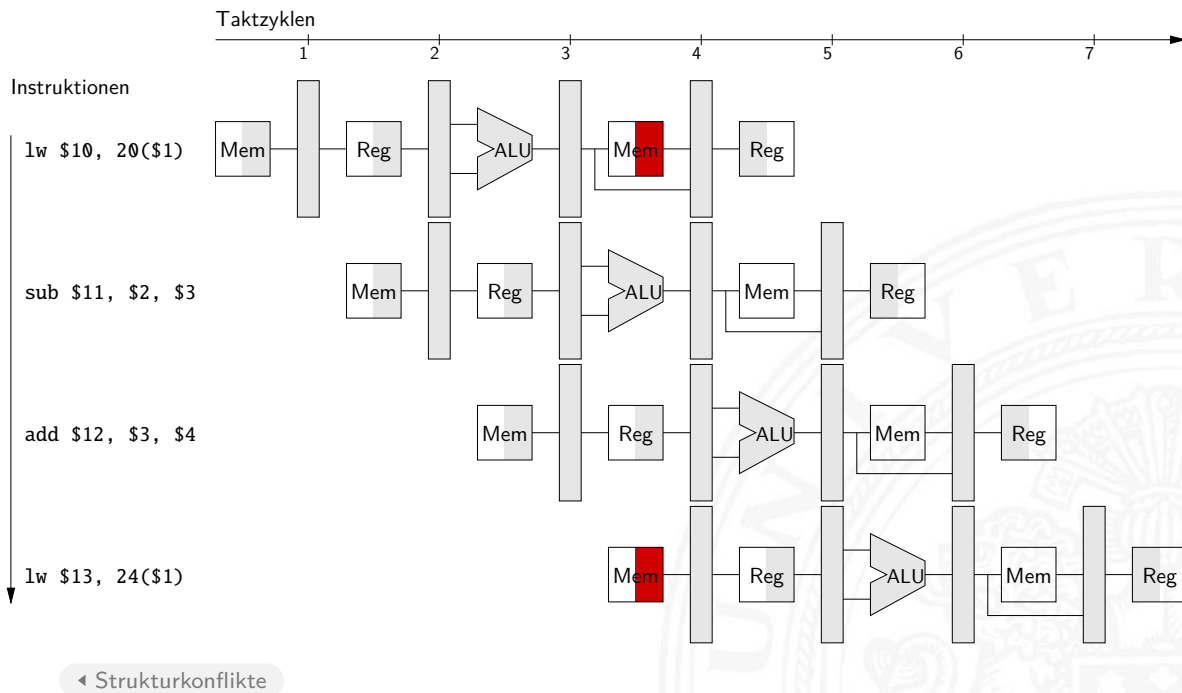 Taktzyklen
1 2 3 4 5 6 7
Instruktionen
lw $10, 20($1)
Mem Reg ALU Mem Reg
sub $11, $2, $3
Mem Reg ALU Mem Reg
add $12, $3, $4
Mem Reg ALU Mem Reg
lw $13, 24($1)
Mem Reg ALU Mem Reg
◂ Strukturkonflikte